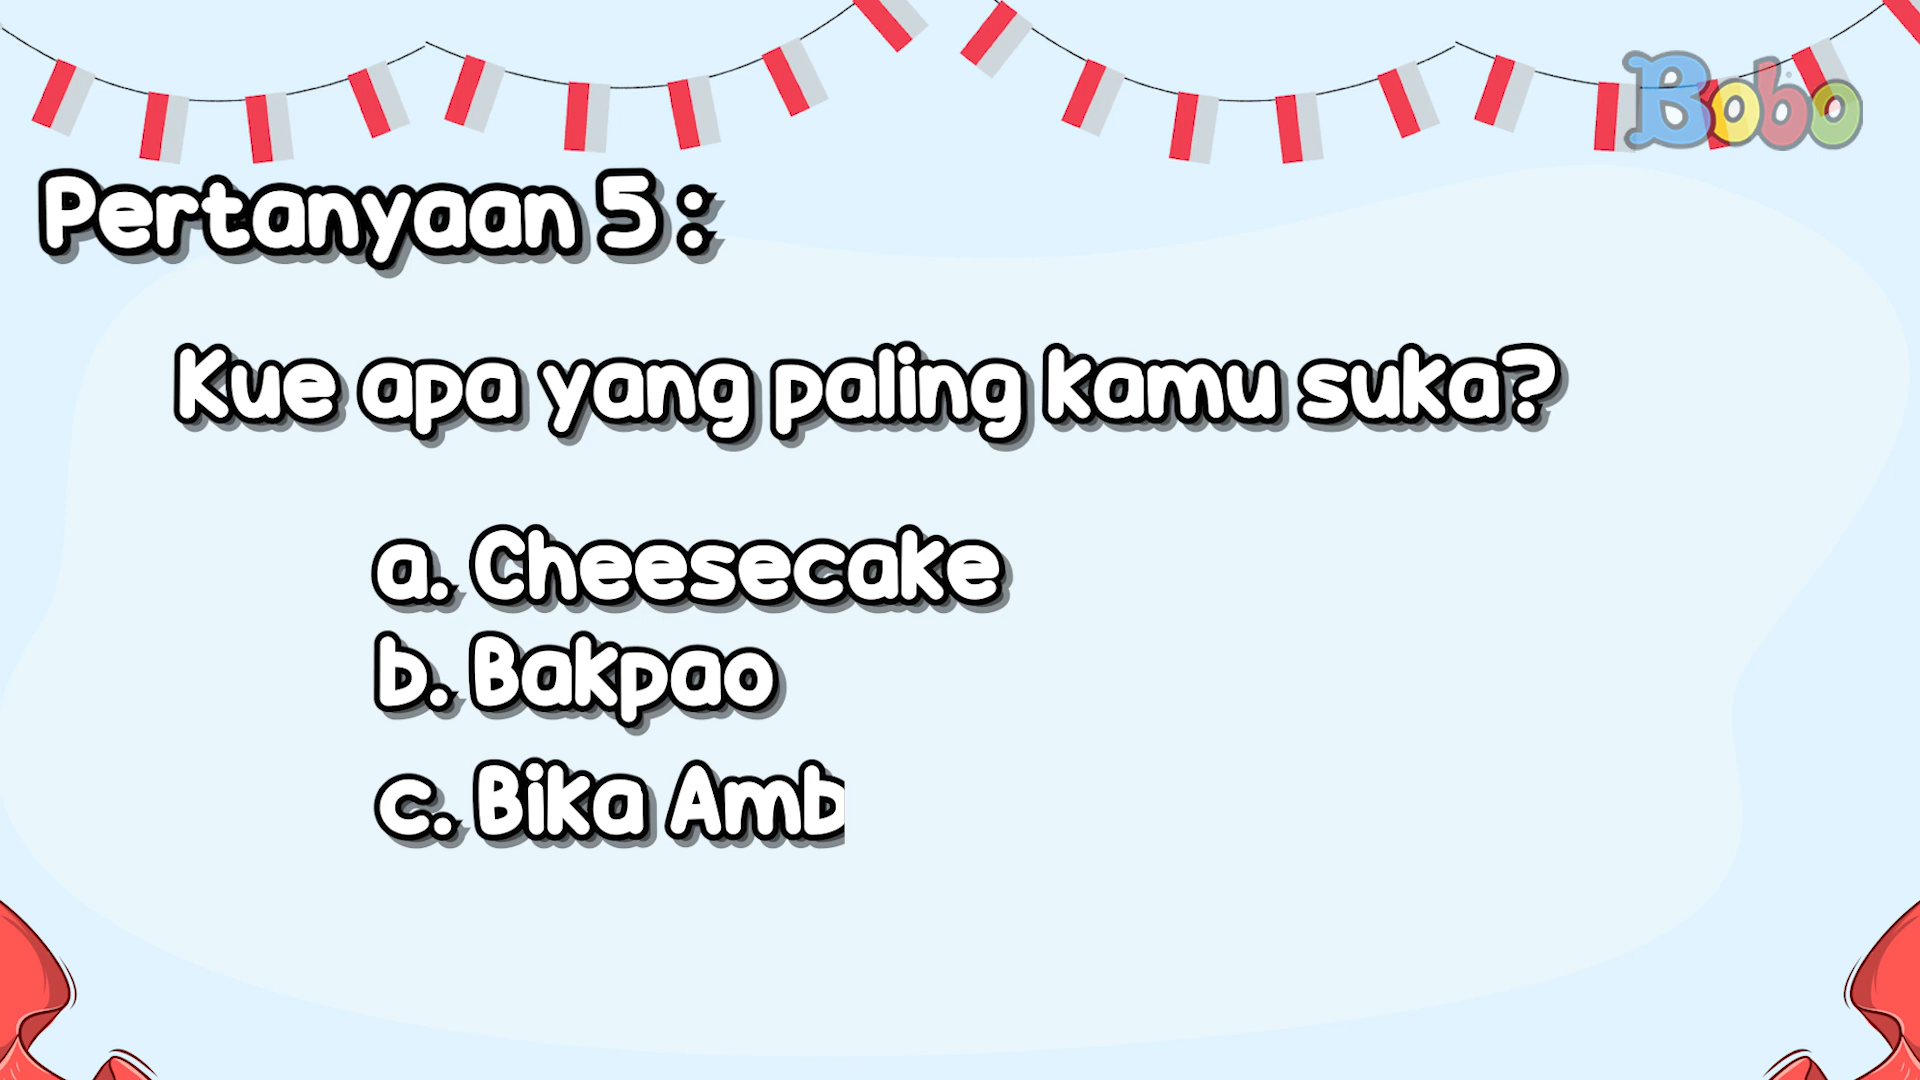 Bobo
Pertanyaan 5 :
Kue apa yang paling kamu suka?
a. Cheesecake
b. Bakpao
c. Bika Amb